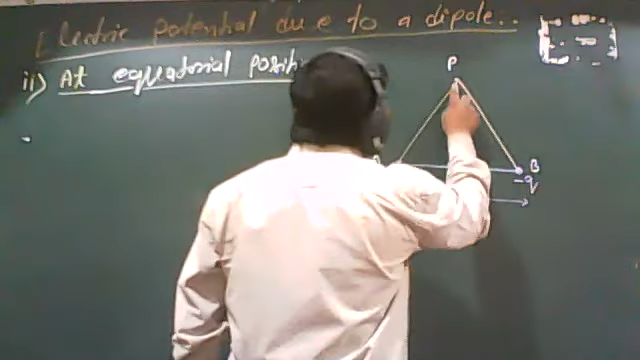 Electric potential due to a dipole..
ii) At equatorial positi
P
B
-q